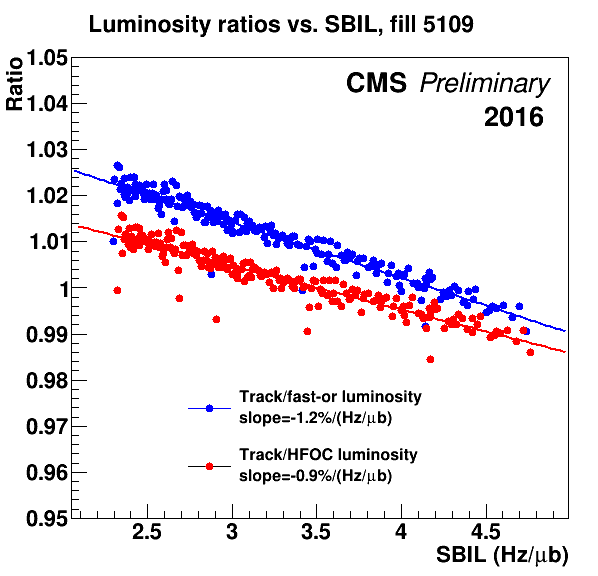 Luminosity ratios vs. SBIL, fill 5109
Ratio
1.05
1.04
1.03
1.02
1.01
1
0.99
0.98
0.97
0.96
0.95
CMS Preliminary
2016
Track/fast-or luminosity
slope=-1.2%/(Hz/μb)
Track/HFOC luminosity
slope=-0.9%/(Hz/μb)
2.5 3 3.5 4 4.5
SBIL (Hz/μb)